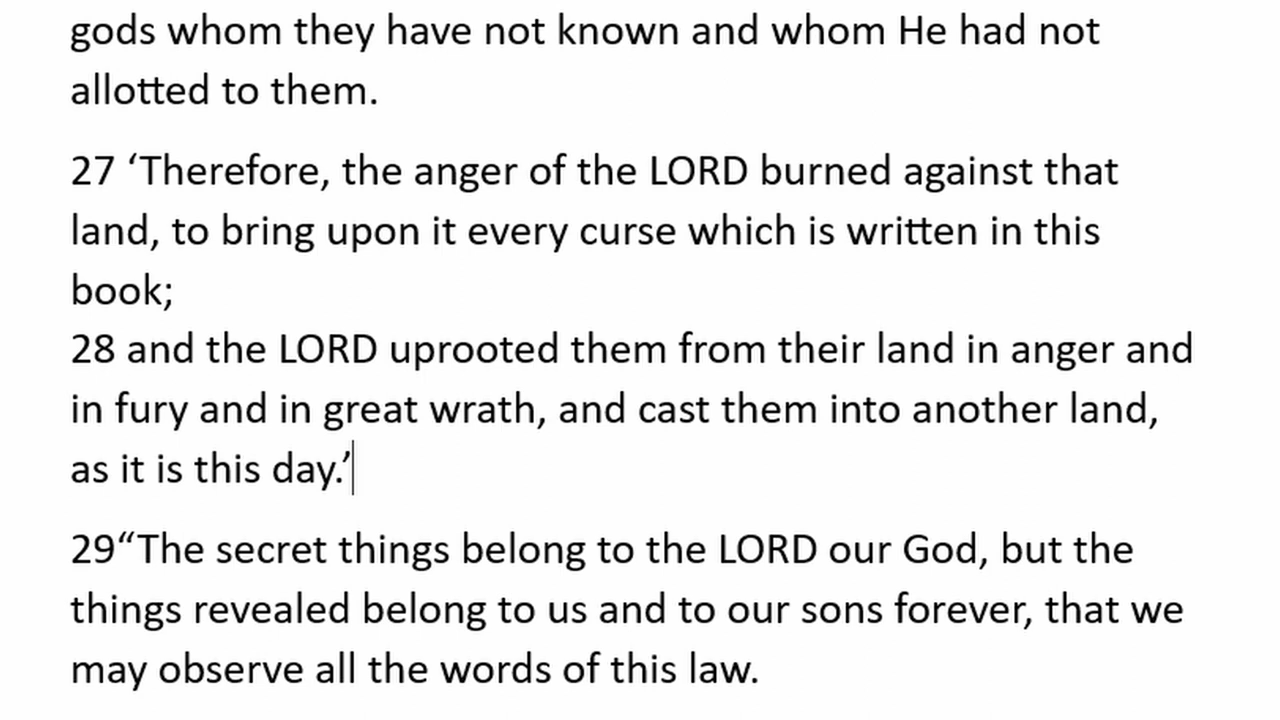 gods whom they have not known and whom He had not
allotted to them.
27 ‘Therefore, the anger of the LORD burned against that
land, to bring upon it every curse which is written in this
book;
28 and the LORD uprooted them from their land in anger and
in fury and in great wrath, and cast them into another land,
as it is this day.’
29“The secret things belong to the LORD our God, but the
things revealed belong to us and to our sons forever, that we
may observe all the words of this law.